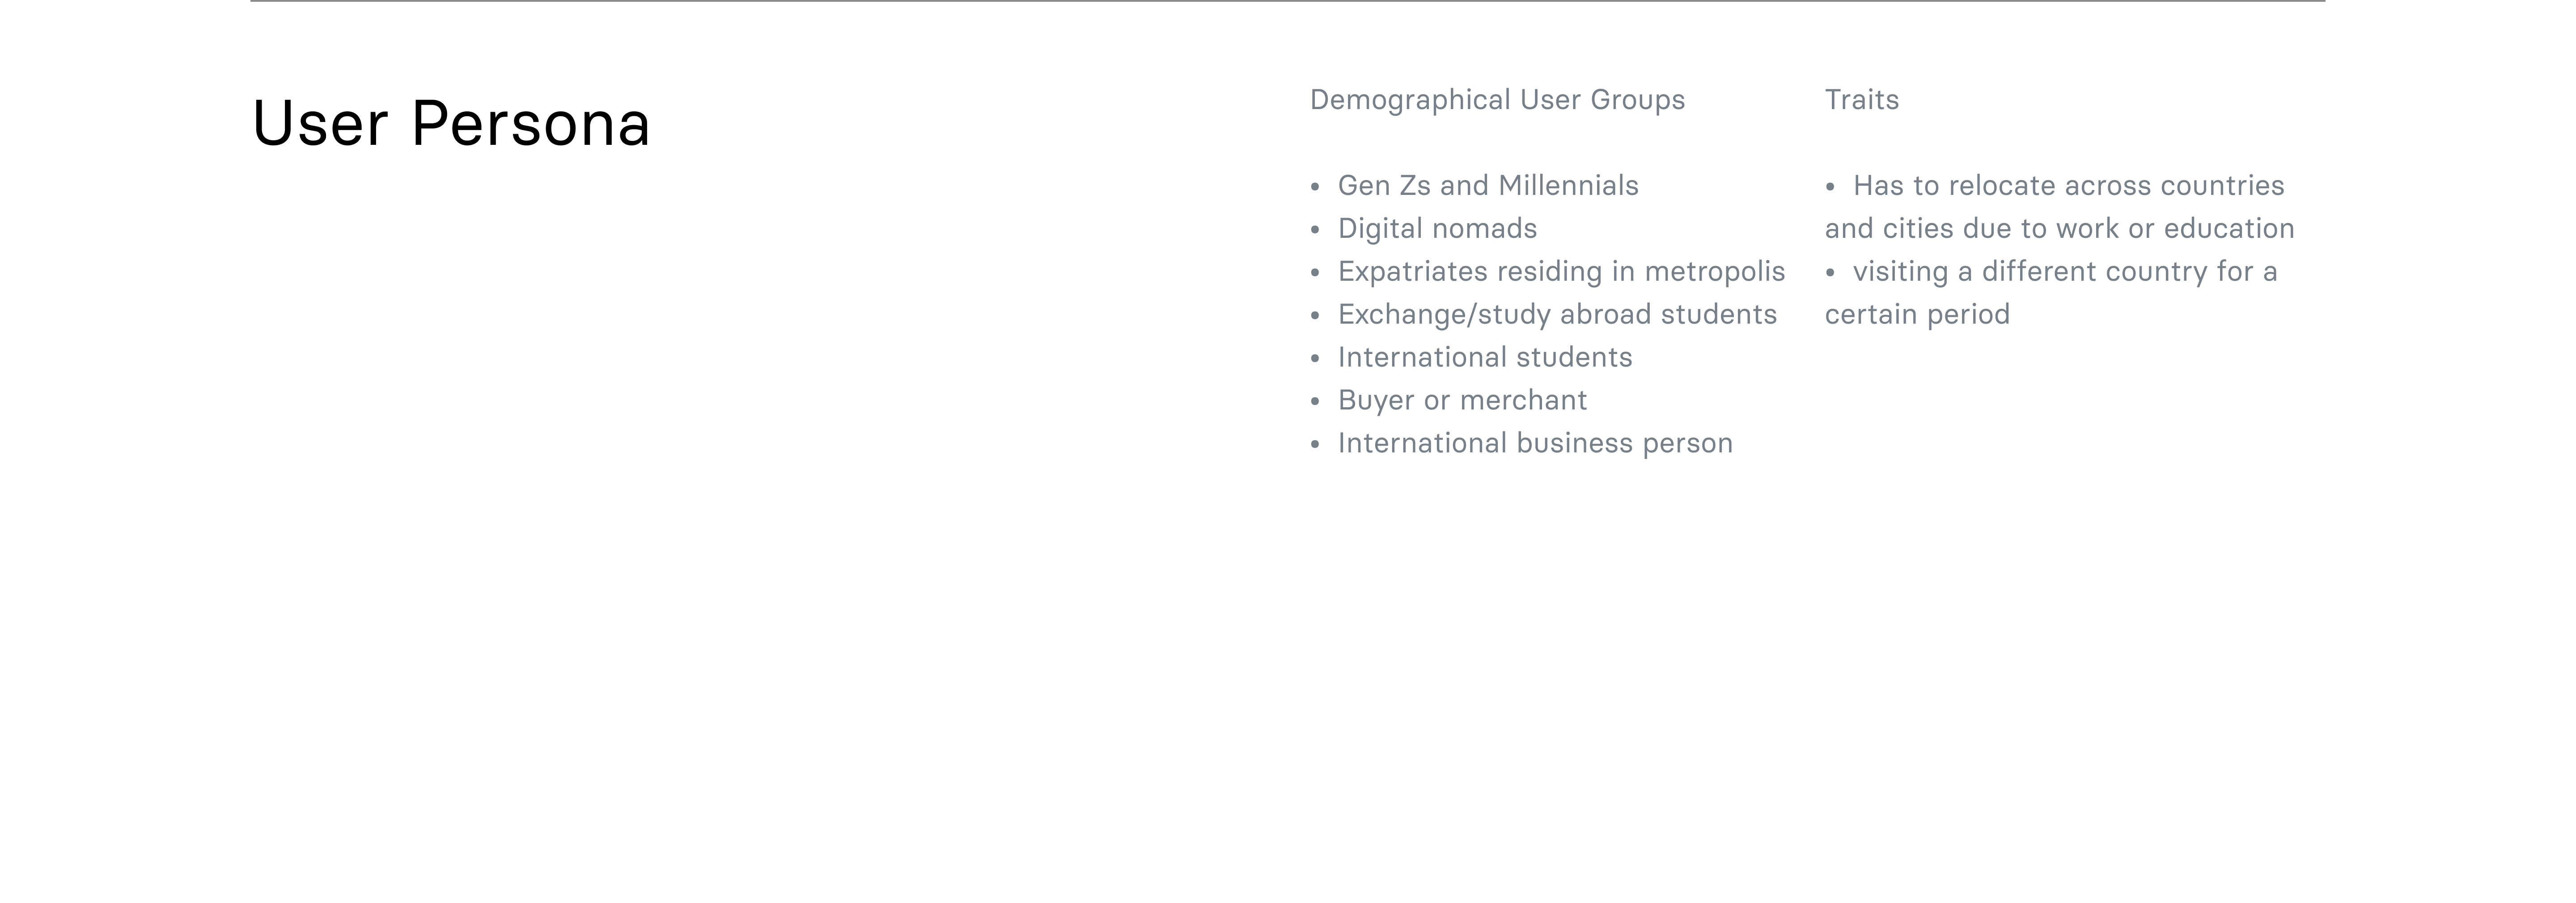 User Persona
Demographical User Groups
• Gen Zs and Millennials
• Digital nomads
• Expatriates residing in metropolis
• Exchange/study abroad students
• International students
• Buyer or merchant
• International business person
Traits
• Has to relocate across countries
and cities due to work or education
• visiting a different country for a
certain period